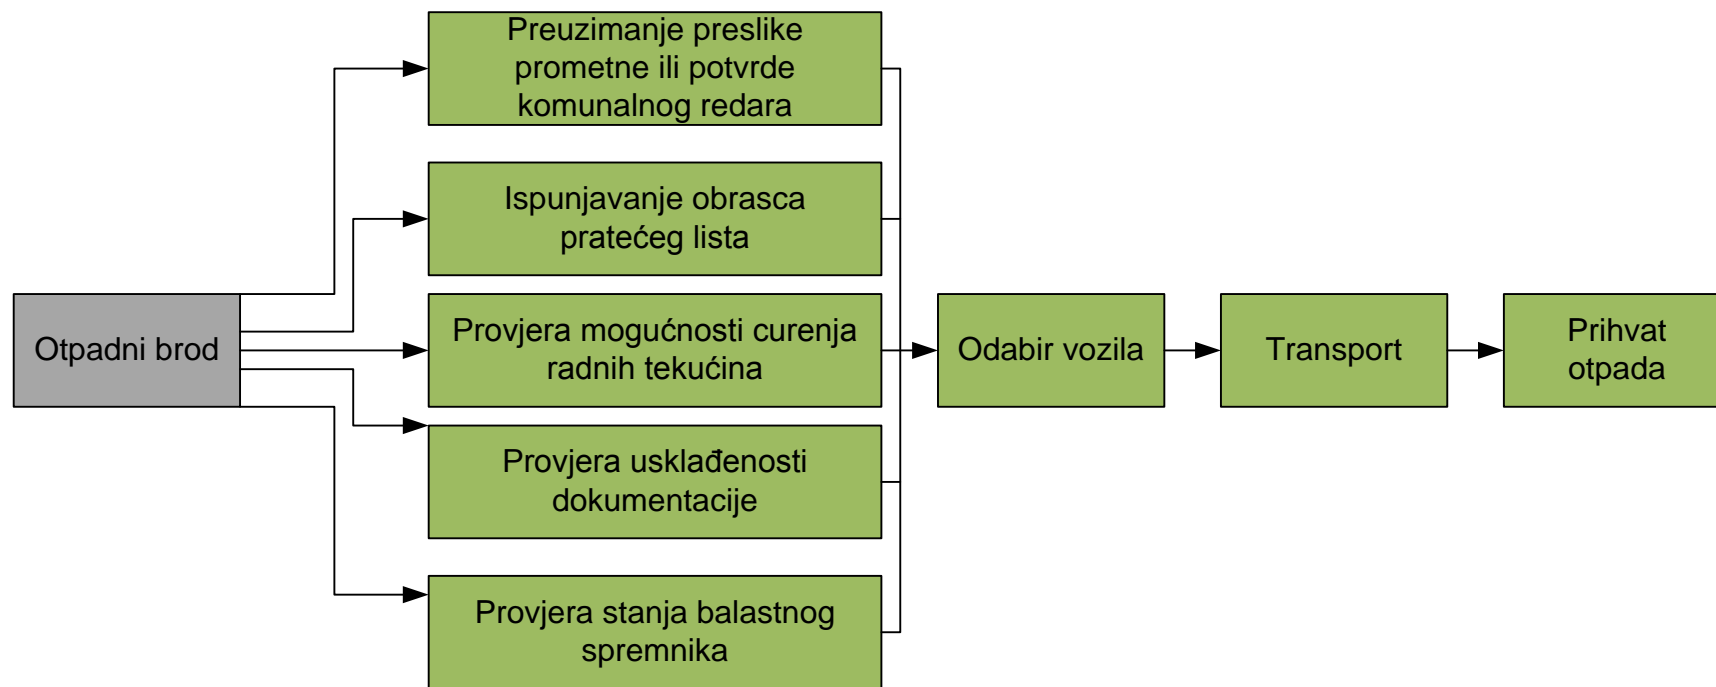 Preuzimanje preslike
prometne ili potvrde
komunalnog redara
Ispunjavanje obrasca
pratećeg lista
Otpadni brod
Provjera mogućnosti curenja
radnih tekućina
Odabir vozila
Transport
Prihvat
otpada
Provjera usklađenosti
dokumentacije
Provjera stanja balastnog
spremnika